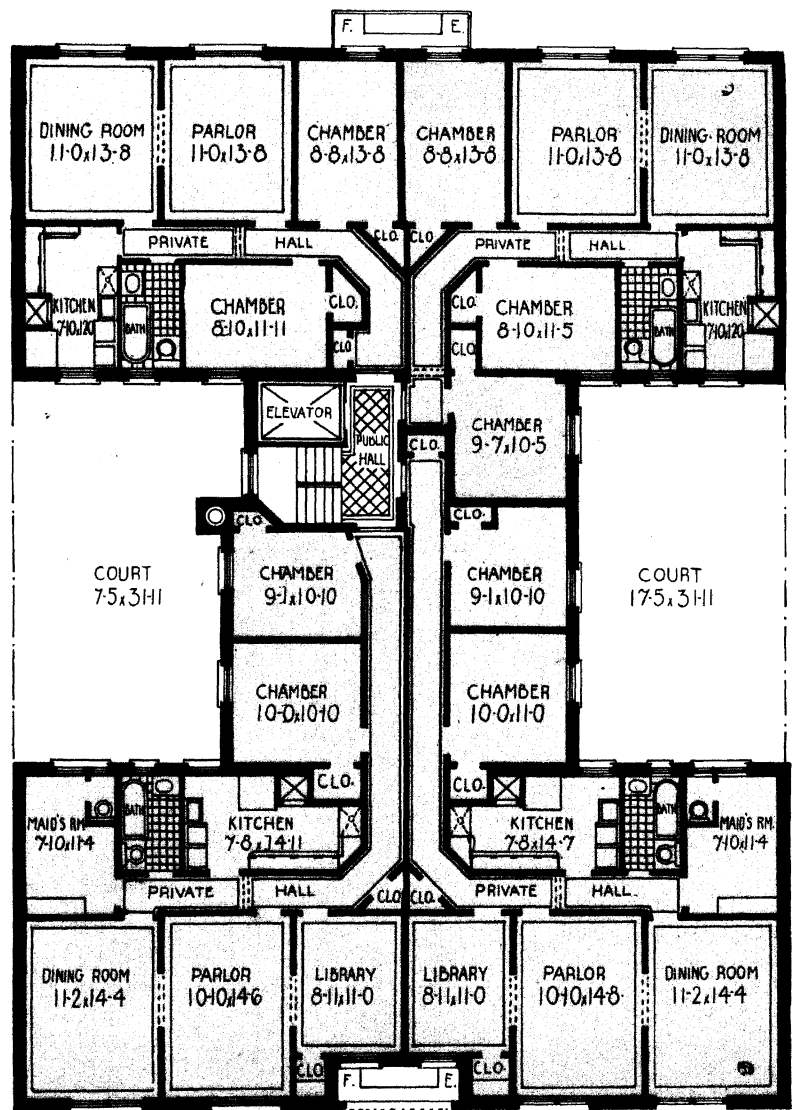 F. E.
DINING ROOM
11-0x13-8
PARLOR
11-0x13-8
CHAMBER
8-8x13-8
CHAMBER
8-8x13-8
PARLOR
11-0x13-8
DINING ROOM
11-0x13-8
CLO. CLO.
PRIVATE HALL
PRIVATE HALL
KITCHEN
7-10x12-0
BATH
CHAMBER
8-10x11-11
CLO.
CLO.
CLO.
CHAMBER
8-10x11-5
BATH
KITCHEN
7-10x12-0
CLO.
ELEVATOR
PUBLIC
HALL
CLO.
CHAMBER
9-7x10-5
CLO.
CLO.
COURT
7-5x31-11
CHAMBER
9-1x10-10
CHAMBER
9-1x10-10
COURT
17-5x31-11
CHAMBER
10-0x10-10
CHAMBER
10-0x11-0
CLO.
CLO.
MAID'S RM.
7-10x11-4
BATH
KITCHEN
7-8x14-11
KITCHEN
7-8x14-7
BATH
MAID'S RM.
7-10x11-4
PRIVATE HALL
CLO. CLO.
PRIVATE HALL
DINING ROOM
11-2x14-4
PARLOR
10-10x14-6
LIBRARY
8-11x11-0
LIBRARY
8-11x11-0
PARLOR
10-10x14-8
DINING ROOM
11-2x14-4
CLO.
F. E.
CLO.